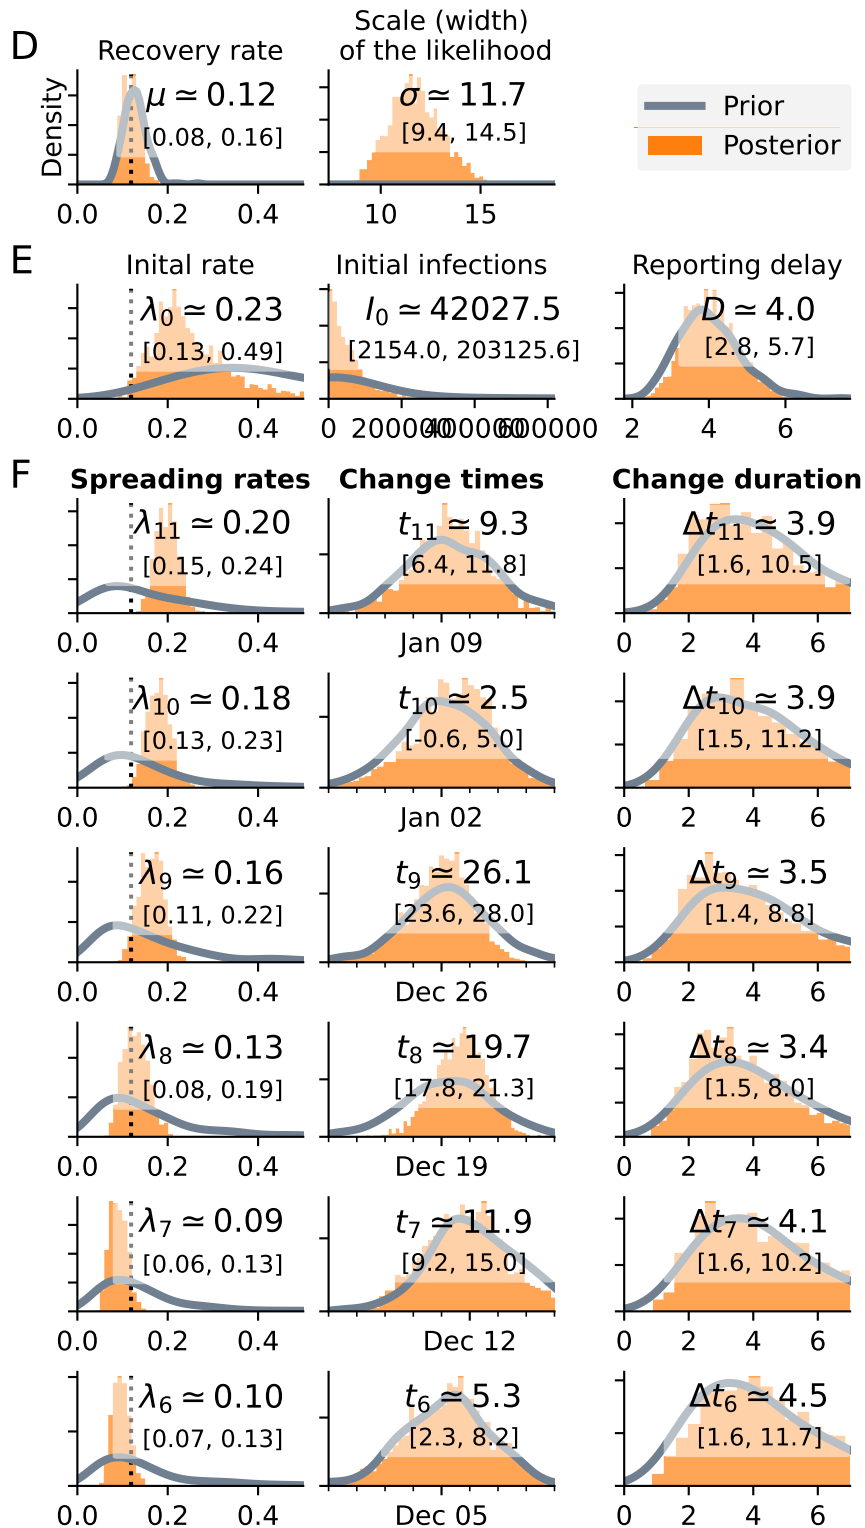 D
Recovery rate
Scale (width)
of the likelihood
Density
μ ≃ 0.12
[0.08, 0.16]
σ ≃ 11.7
[9.4, 14.5]
Prior
Posterior
0.0 0.2 0.4
10 15
E
Inital rate
Initial infections
Reporting delay
λ0 ≃ 0.23
[0.13, 0.49]
I0 ≃ 42027.5
[2154.0, 203125.6]
D ≃ 4.0
[2.8, 5.7]
0.0 0.2 0.4
0 200000 400000 600000
2 4 6
F
Spreading rates
Change times
Change duration
λ11 ≃ 0.20
[0.15, 0.24]
t11 ≃ 9.3
[6.4, 11.8]
Δt11 ≃ 3.9
[1.6, 10.5]
0.0 0.2 0.4
Jan 09
0 2 4 6
λ10 ≃ 0.18
[0.13, 0.23]
t10 ≃ 2.5
[-0.6, 5.0]
Δt10 ≃ 3.9
[1.5, 11.2]
0.0 0.2 0.4
Jan 02
0 2 4 6
λ9 ≃ 0.16
[0.11, 0.22]
t9 ≃ 26.1
[23.6, 28.0]
Δt9 ≃ 3.5
[1.4, 8.8]
0.0 0.2 0.4
Dec 26
0 2 4 6
λ8 ≃ 0.13
[0.08, 0.19]
t8 ≃ 19.7
[17.8, 21.3]
Δt8 ≃ 3.4
[1.5, 8.0]
0.0 0.2 0.4
Dec 19
0 2 4 6
λ7 ≃ 0.09
[0.06, 0.13]
t7 ≃ 11.9
[9.2, 15.0]
Δt7 ≃ 4.1
[1.6, 10.2]
0.0 0.2 0.4
Dec 12
0 2 4 6
λ6 ≃ 0.10
[0.07, 0.13]
t6 ≃ 5.3
[2.3, 8.2]
Δt6 ≃ 4.5
[1.6, 11.7]
0.0 0.2 0.4
Dec 05
0 2 4 6